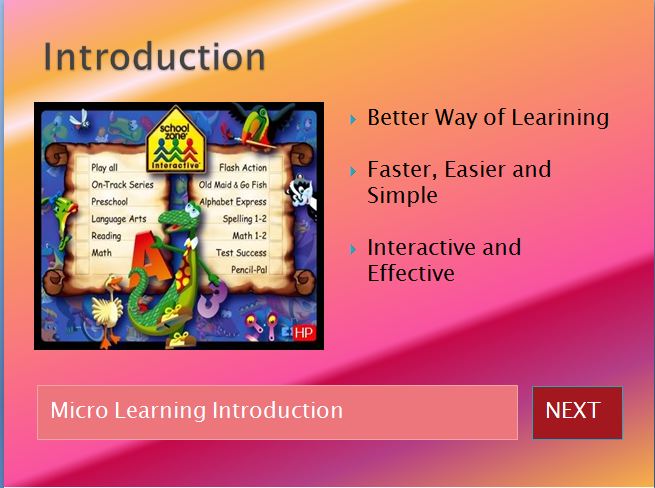 Introduction
school
zone
Interactive
Play all
On-Track Series
Preschool
Language Arts
Reading
Math
Flash Action
Old Maid & Go Fish
Alphabet Express
Spelling 1-2
Math 1-2
Test Success
Pencil-Pal
A
3
HP
Better Way of Learining
Faster, Easier and
Simple
Interactive and
Effective
Micro Learning Introduction
NEXT